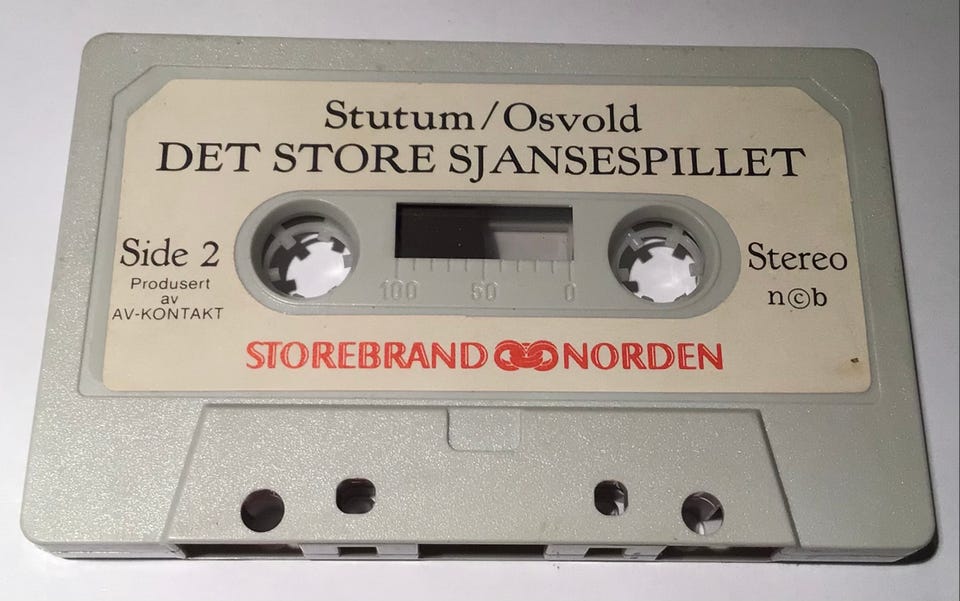 Stutum/Osvold
DET STORE SJANSESPILLET
Side 2
Produsert
av
AV-KONTAKT
100 50 0
Stereo
n©b
STOREBRAND NORDEN